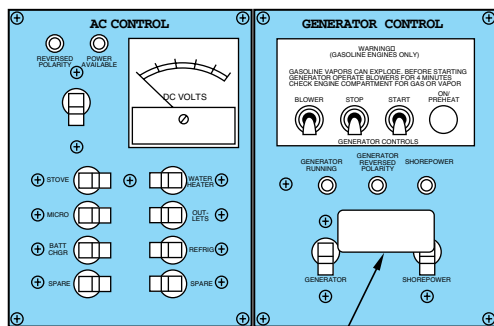 AC CONTROL
REVERSED
POLARITY
POWER
AVAILABLE
DC VOLTS
STOVE
WATER
HEATER
MICRO
OUT-
LETS
BATT
CHGR
REFRIG
SPARE
SPARE
GENERATOR CONTROL
WARNING□
(GASOLINE ENGINES ONLY)
GASOLINE VAPORS CAN EXPLODE. BEFORE STARTING
GENERATOR OPERATE BLOWERS FOR 4 MINUTES
CHECK ENGINE COMPARTMENT FOR GAS OR VAPOR
BLOWER
STOP
START
ON/
PREHEAT
GENERATOR CONTROLS
GENERATOR
RUNNING
GENERATOR
REVERSED
POLARITY
SHOREPOWER
GENERATOR
SHOREPOWER